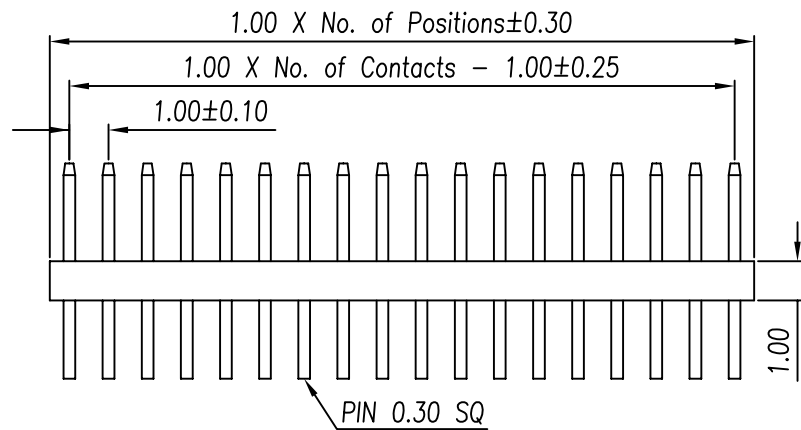 1.00 X No. of Positions±0.30
1.00 X No. of Contacts - 1.00±0.25
1.00±0.10
1.00
PIN 0.30 SQ